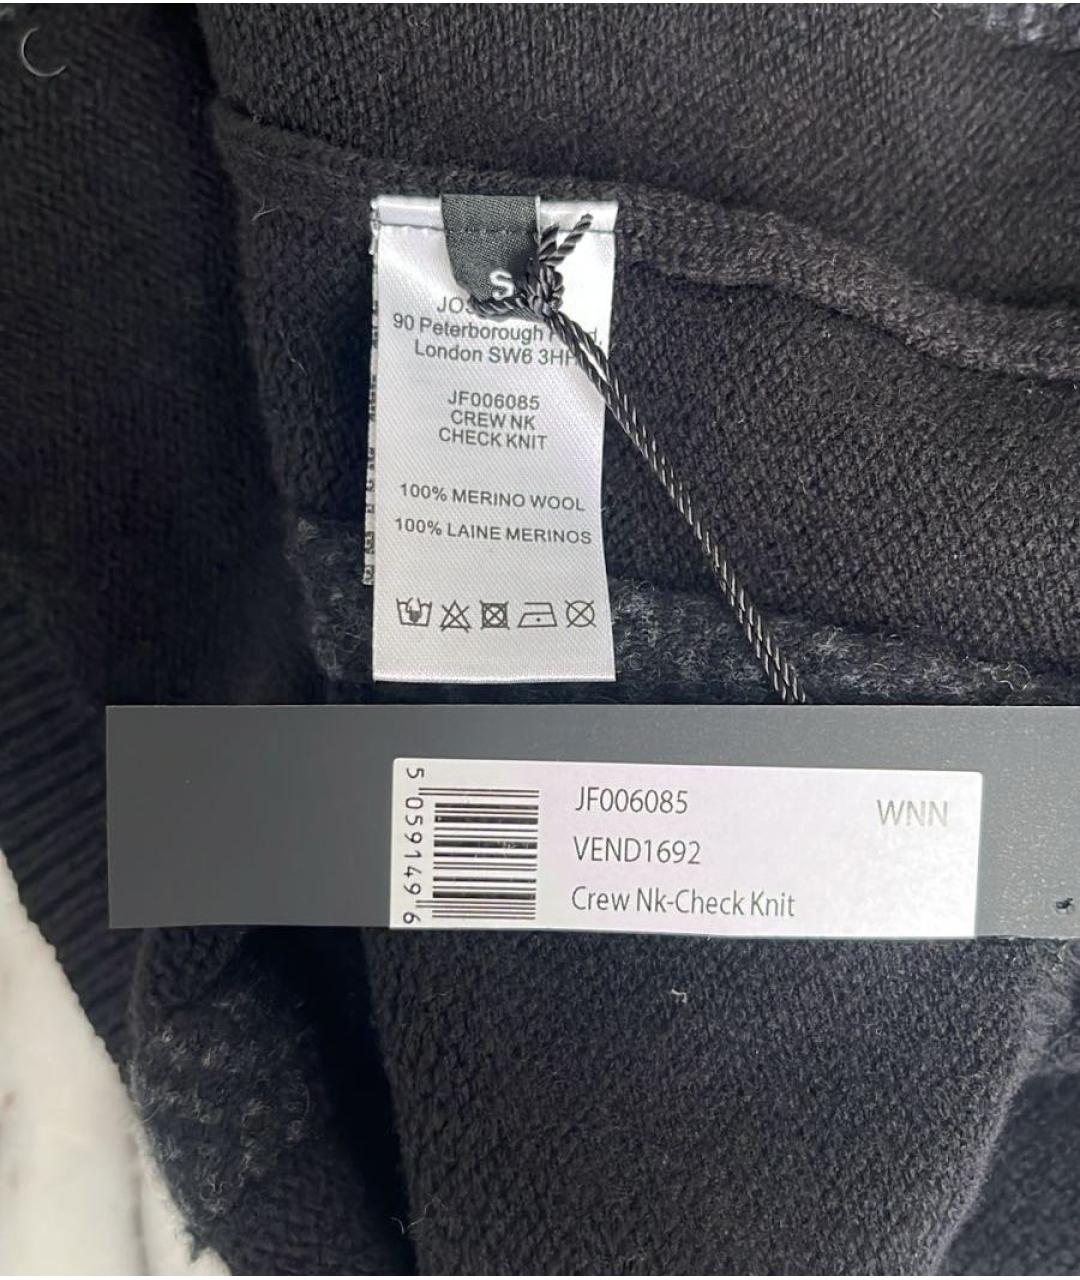 S
90 Peterborough
London SW6 3HH
JF006085
CREW NK
CHECK KNIT
100% MERINO WOOL
100% LAINE MERINOS
5 059149 6
JF006085
WNN
VEND1692
Crew Nk-Check Knit